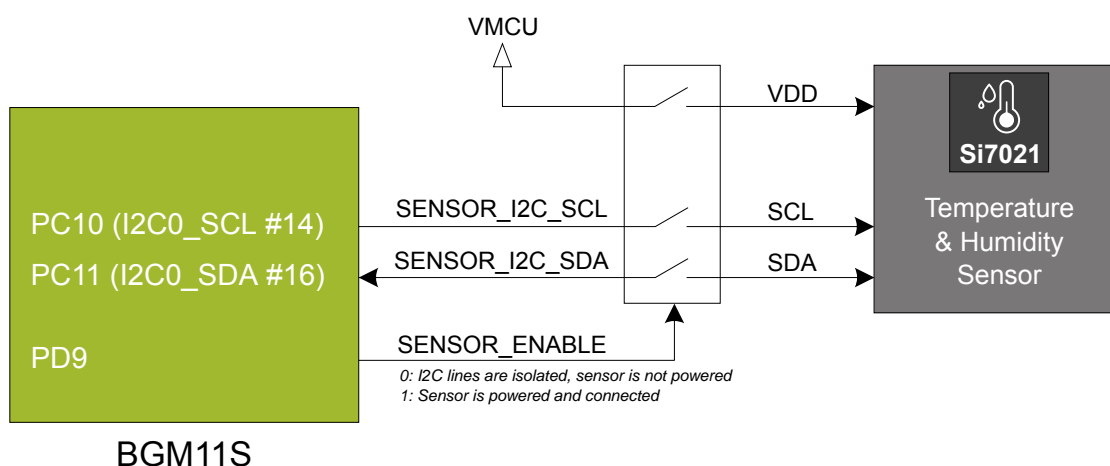 VMCU
VDD
Si7021
PC10 (I2C0_SCL #14)
SENSOR_I2C_SCL
SCL
Temperature
& Humidity
Sensor
PC11 (I2C0_SDA #16)
SENSOR_I2C_SDA
SDA
PD9
SENSOR_ENABLE
0: I2C lines are isolated, sensor is not powered
1: Sensor is powered and connected
BGM11S